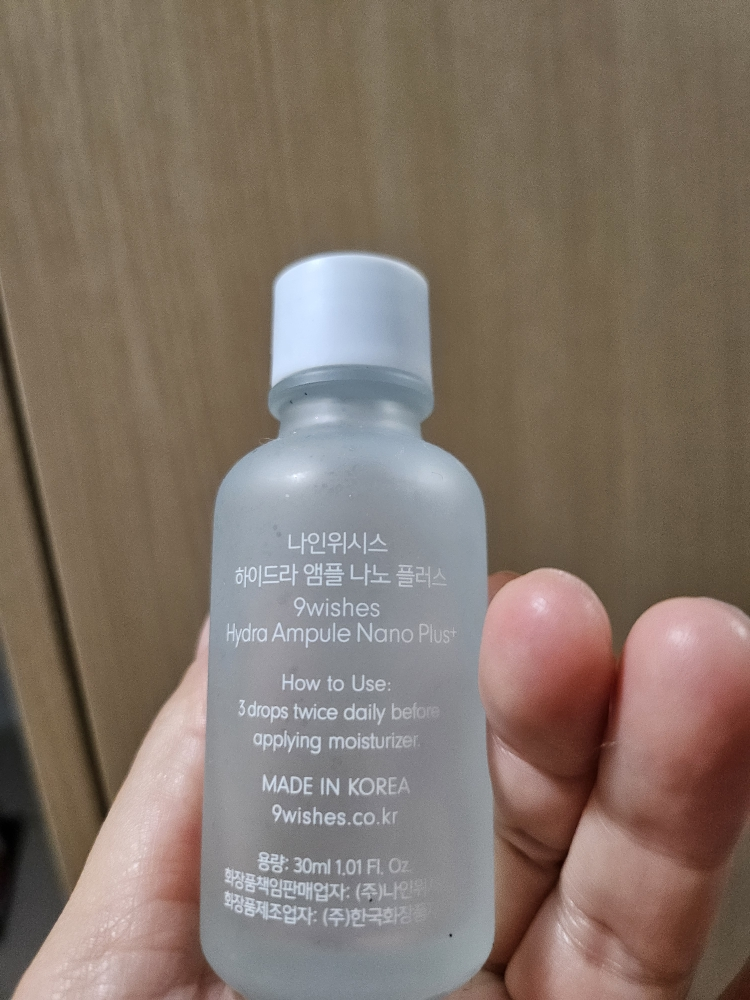 나인위시스
하이드라 앰플 나노 플러스
9wishes
Hydra Ampule Nano Plus+
How to Use:
3 drops twice daily before
applying moisturizer.
MADE IN KOREA
9wishes.co.kr
용량: 30ml 1.01 Fl. Oz.
화장품책임판매업자: (주)나인위
화장품제조업자: (주)한국화장품